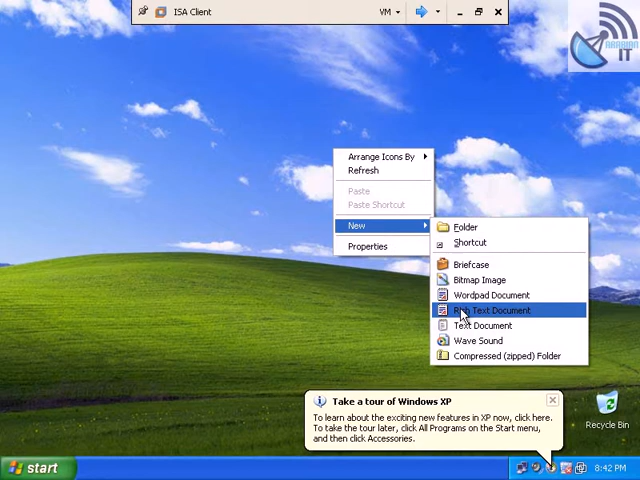 ISA Client
VM
ARABIAN
IT
Arrange Icons By
Refresh
Paste
Paste Shortcut
New
Properties
Folder
Shortcut
Briefcase
Bitmap Image
Wordpad Document
Rich Text Document
Text Document
Wave Sound
Compressed (zipped) Folder
Take a tour of Windows XP
To learn about the exciting new features in XP now, click here.
To take the tour later, click All Programs on the Start menu,
and then click Accessories.
Recycle Bin
start
8:42 PM